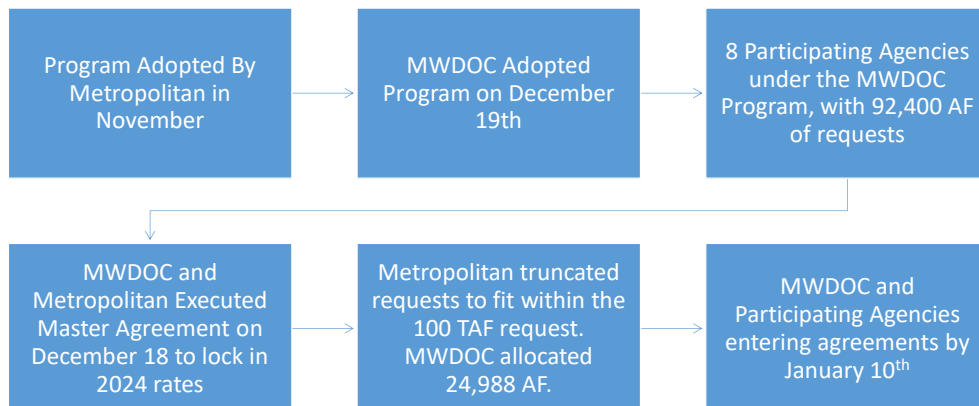 Program Adopted By
Metropolitan in
November
MWDOC Adopted
Program on December
19th
8 Participating Agencies
under the MWDOC
Program, with 92,400 AF
of requests
MWDOC and
Metropolitan Executed
Master Agreement on
December 18 to lock in
2024 rates
Metropolitan truncated
requests to fit within the
100 TAF request.
MWDOC allocated
24,988 AF.
MWDOC and
Participating Agencies
entering agreements by
January 10th